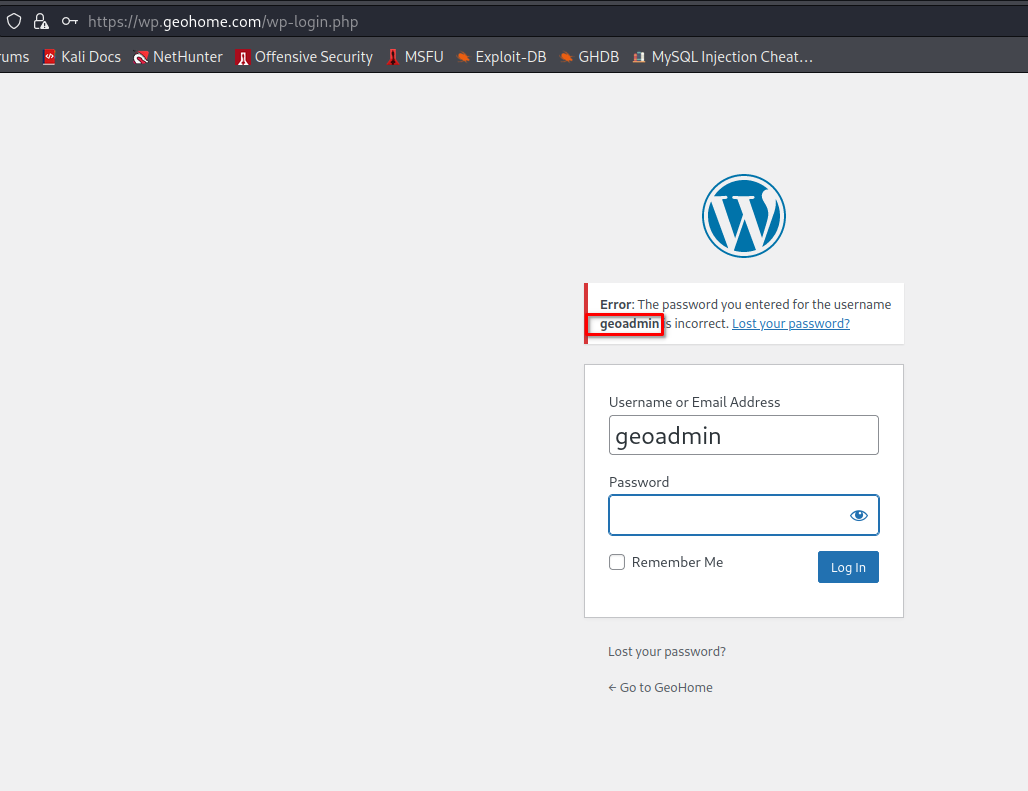 https://wp.geohome.com/wp-login.php
rums Kali Docs NetHunter Offensive Security MSFU Exploit-DB GHDB MySQL Injection Cheat…
Error: The password you entered for the username
geoadmin s incorrect. Lost your password?
Username or Email Address
geoadmin
Password
Remember Me
Log In
Lost your password?
← Go to GeoHome